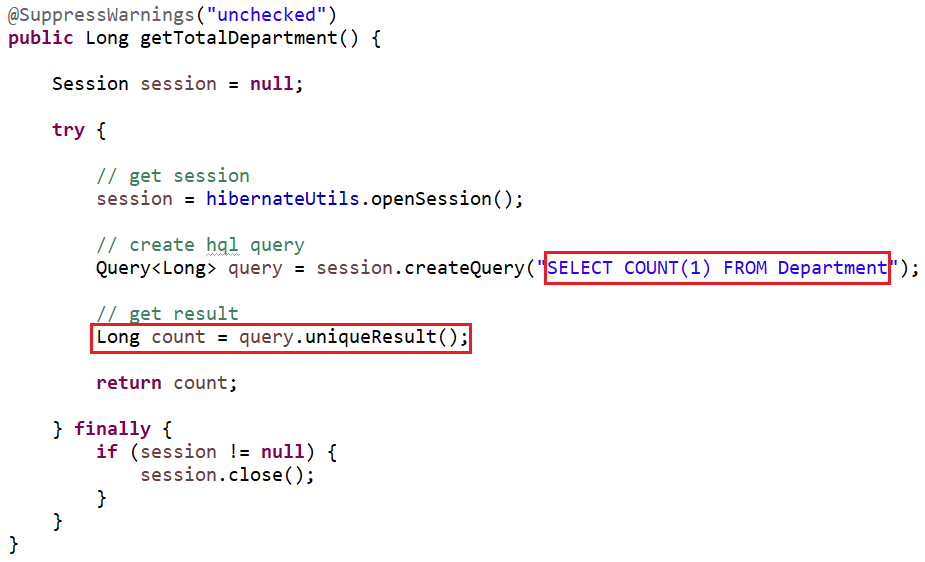 @SuppressWarnings("unchecked")
public Long getTotalDepartment() {
Session session = null;
try {
// get session
session = hibernateUtils.openSession();
// create hql query
Query<Long> query = session.createQuery("SELECT COUNT(1) FROM Department");
// get result
Long count = query.uniqueResult();
return count;
} finally {
if (session != null) {
session.close();
}
}
}